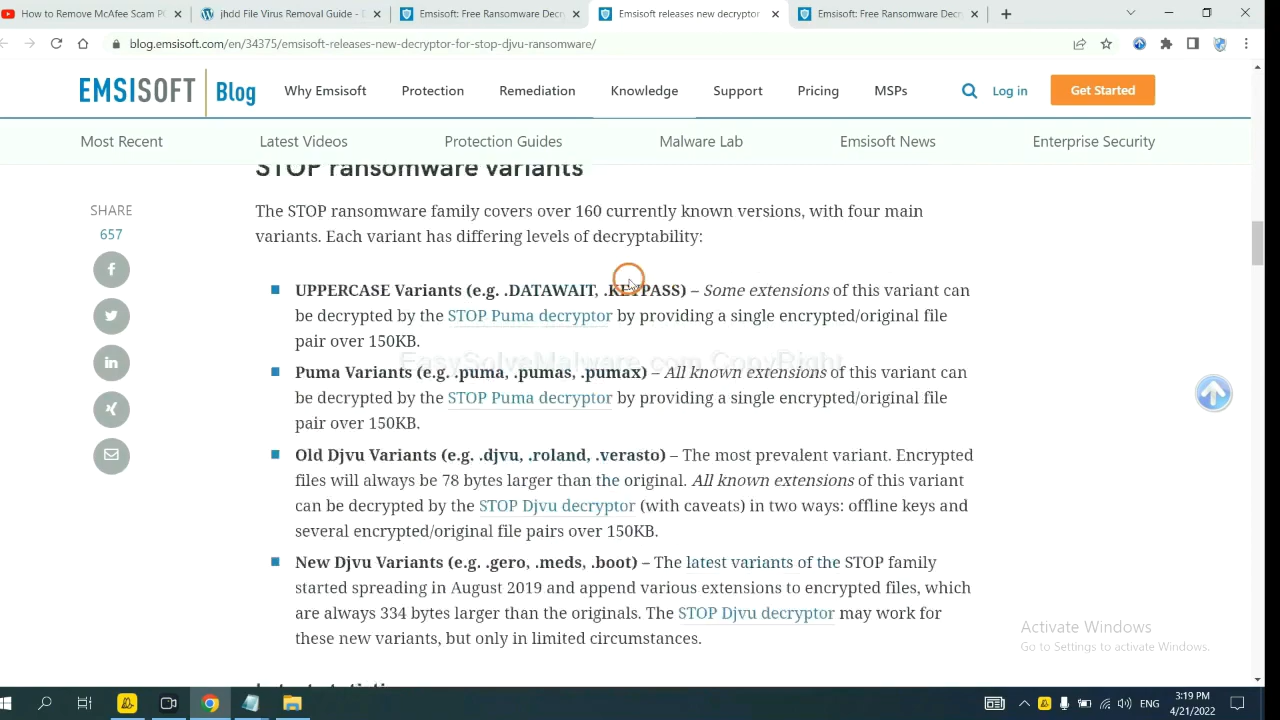 How to Remove McAfee Scam P
jhdd File Virus Removal Guide - D
Emsisoft: Free Ransomware Decr
Emsisoft releases new decryptor
Emsisoft: Free Ransomware Decr
blog.emsisoft.com/en/34375/emsisoft-releases-new-decryptor-for-stop-djvu-ransomware/
EMSISOFT Blog
Why Emsisoft
Protection
Remediation
Knowledge
Support
Pricing
MSPs
Log in
Get Started
Most Recent
Latest Videos
Protection Guides
Malware Lab
Emsisoft News
Enterprise Security
STOP ransomware variants
SHARE
657
The STOP ransomware family covers over 160 currently known versions, with four main
variants. Each variant has differing levels of decryptability:
UPPERCASE Variants (e.g. .DATAWAIT, .KEYPASS) – Some extensions of this variant can
be decrypted by the STOP Puma decryptor by providing a single encrypted/original file
pair over 150KB.
EasySolveMalware.com CopyRight
Puma Variants (e.g. .puma, .pumas, .pumax) – All known extensions of this variant can
be decrypted by the STOP Puma decryptor by providing a single encrypted/original file
pair over 150KB.
Old Djvu Variants (e.g. .djvu, .roland, .verasto) – The most prevalent variant. Encrypted
files will always be 78 bytes larger than the original. All known extensions of this variant
can be decrypted by the STOP Djvu decryptor (with caveats) in two ways: offline keys and
several encrypted/original file pairs over 150KB.
New Djvu Variants (e.g. .gero, .meds, .boot) – The latest variants of the STOP family
started spreading in August 2019 and append various extensions to encrypted files, which
are always 334 bytes larger than the originals. The STOP Djvu decryptor may work for
these new variants, but only in limited circumstances.
Activate Windows
Go to Settings to activate Windows.
ENG
3:19 PM
4/21/2022